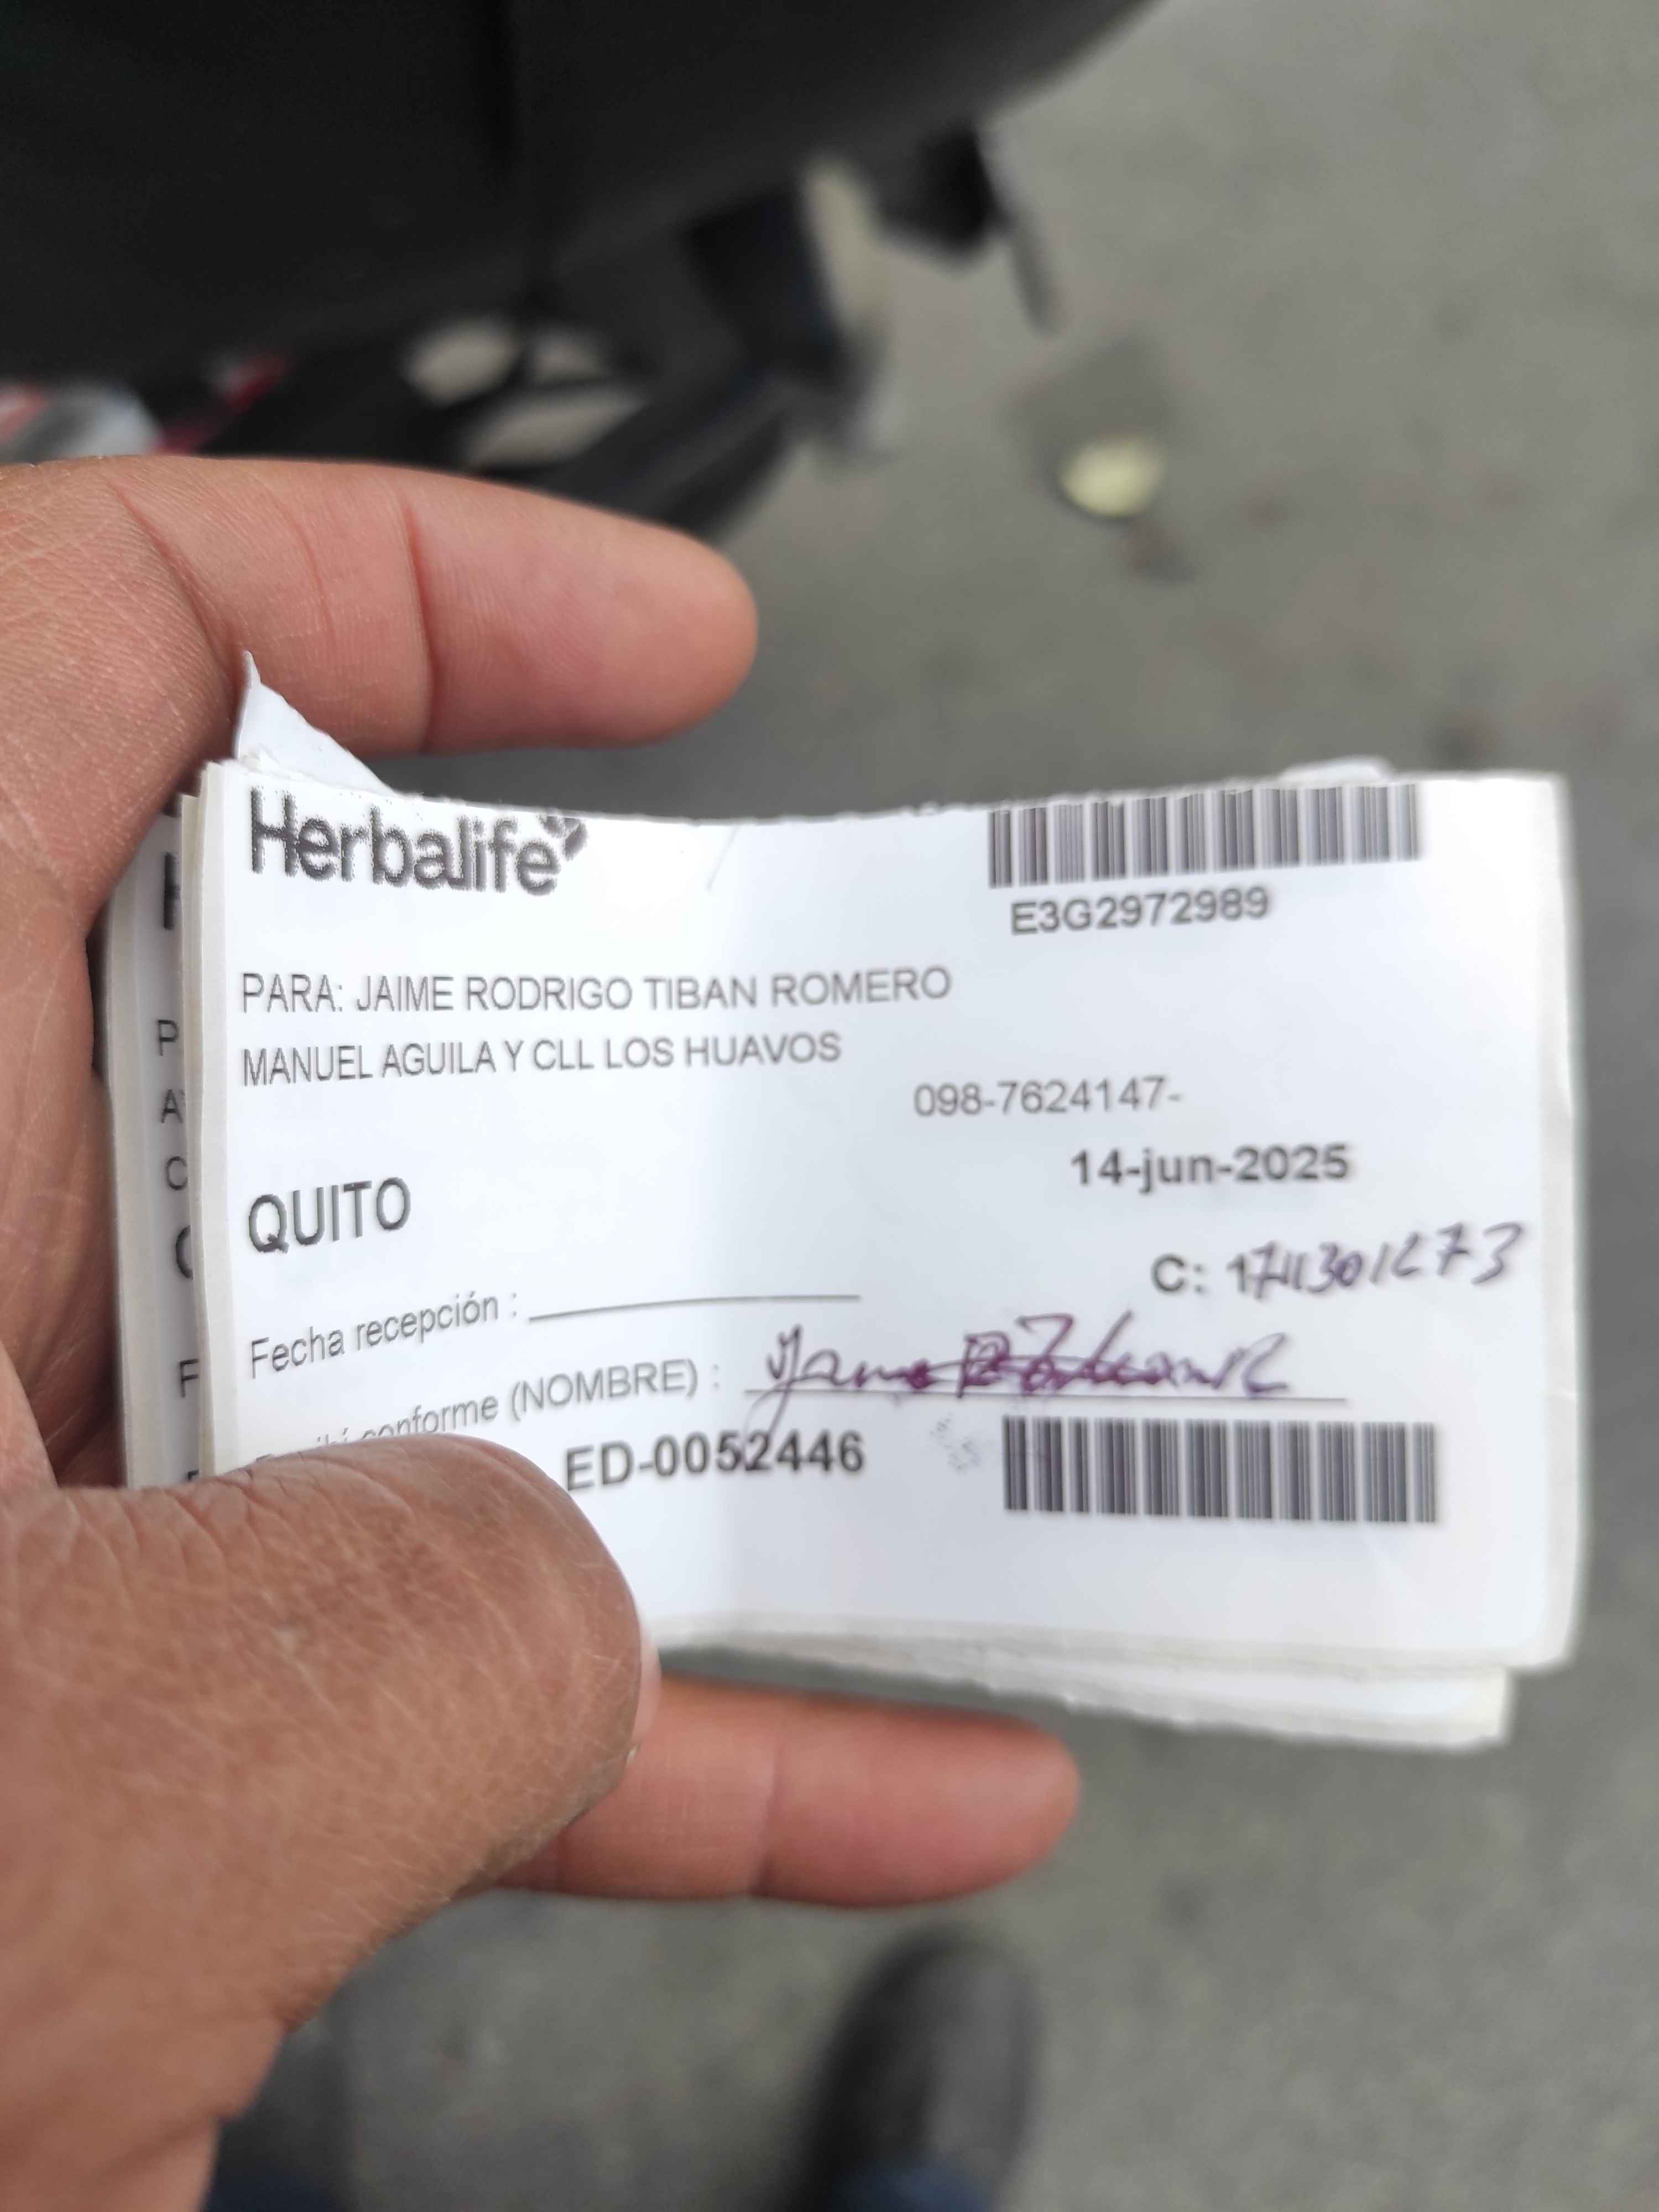 Herbalife
E3G2972989
PARA: JAIME RODRIGO TIBAN ROMERO
MANUEL AGUILA Y CLL LOS HUAVOS
098-7624147-
14-jun-2025
QUITO
C:
Fecha recepción :
conforme (NOMBRE) :
ED-0052446